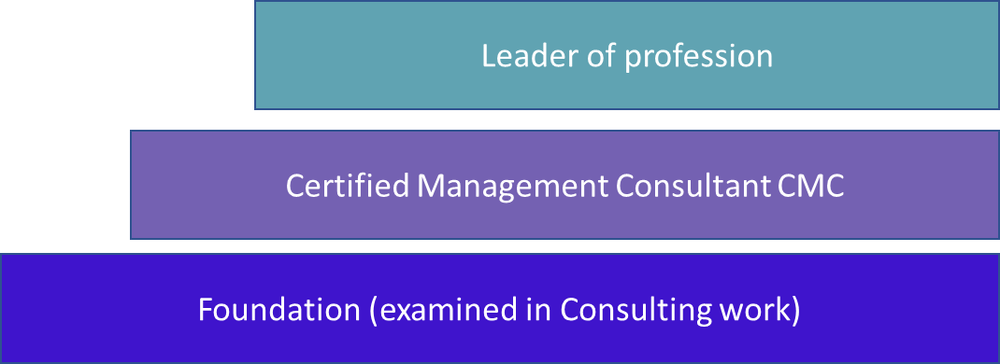 Leader of profession
Certified Management Consultant CMC
Foundation (examined in Consulting work)